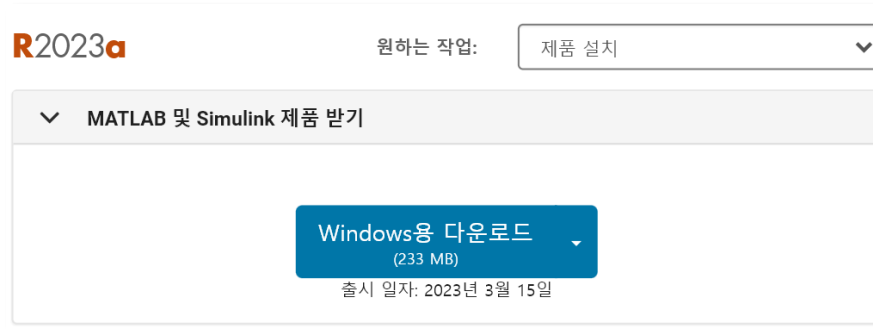 R2023a
원하는 작업: 제품 설치
MATLAB 및 Simulink 제품 받기
Windows용 다운로드
(233 MB)
출시 일자: 2023년 3월 15일